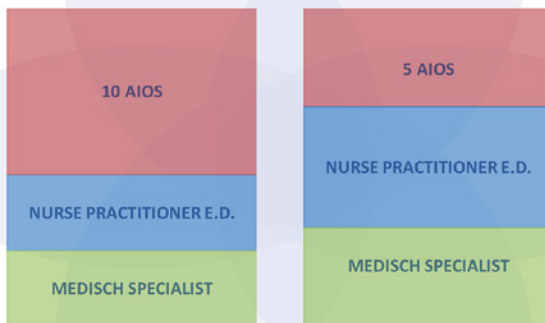 10 AIOS
NURSE PRACTITIONER E.D.
MEDISCH SPECIALIST
5 AIOS
NURSE PRACTITIONER E.D.
MEDISCH SPECIALIST